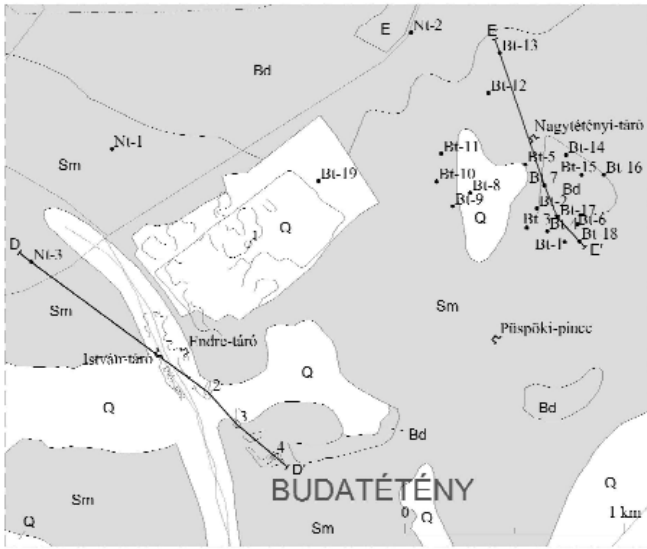 E
Nt-2
E
Bt-13
Bd
Bt-12
Nagytétényi-táró
Nt-1
Bt-11
Bt-5
Bt-14
Sm
Bt-19
Bt-10
Bt-8
Bt-15
Bt 16
7
Bd
Bt-9
Bt-2
Bt-17
Q
Q
Bt-6
D
Nt-3
1
Bt-1
Bt 18
E'
Sm
Sm
Endre-táró
Püspöki-pince
István-táró
Q
2
Q
3
Bd
Bd
4
D'
BUDATÉTÉNY
Sm
Q
0
1 km
Q
Q
Sm